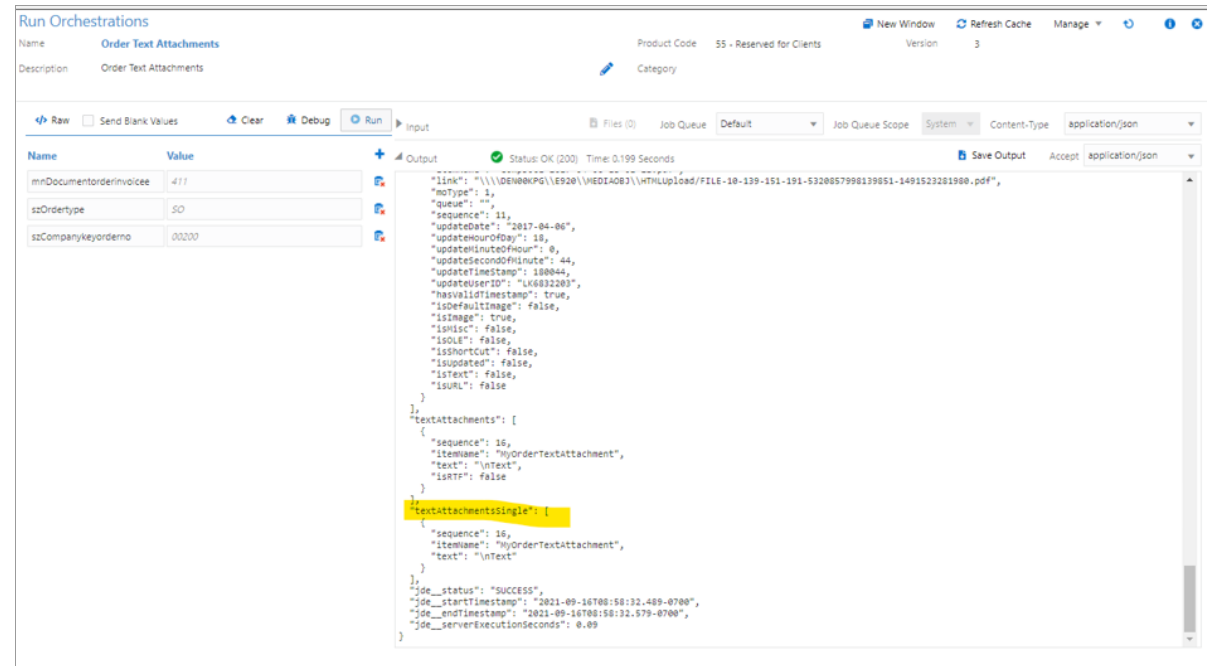 Run Orchestrations
New Window
Refresh Cache
Manage
Name Order Text Attachments
Product Code 55 - Reserved for Clients
Version 3
Description Order Text Attachments
Category
</> Raw
Send Blank Values
Clear
Debug
Run
Input
Files (0)
Job Queue Default
Job Queue Scope System
Content-Type application/json
Name Value
mnDocumentorderinvoicee 411
szOrdertype SO
szCompanykeyorderno 00200
Output
Status: OK (200) Time: 0.199 Seconds
Save Output
Accept application/json
"link": "\\\\DEN00KPG\\E920\\MEDIAOBJ\\HTMLUpload/FILE-10-139-151-191-5320857998139851-1491523281980.pdf",
"moType": 1,
"queue": "",
"sequence": 11,
"updateDate": "2017-04-06",
"updateHourOfDay": 18,
"updateMinuteOfHour": 0,
"updateSecondOfMinute": 44,
"updateTimeStamp": 180044,
"updateUserID": "LK6832203",
"hasValidTimestamp": true,
"isDefaultImage": false,
"isImage": true,
"isMisc": false,
"isOLE": false,
"isShortCut": false,
"isUpdated": false,
"isText": false,
"isURL": false
}
],
"textAttachments": [
{
"sequence": 16,
"itemName": "MyOrderTextAttachment",
"text": "\nText",
"isRTF": false
}
],
"textAttachmentsSingle": [
{
"sequence": 16,
"itemName": "MyOrderTextAttachment",
"text": "\nText"
}
],
"jde__status": "SUCCESS",
"jde__startTimestamp": "2021-09-16T08:58:32.489-0700",
"jde__endTimestamp": "2021-09-16T08:58:32.579-0700",
"jde__serverExecutionSeconds": 0.09
}